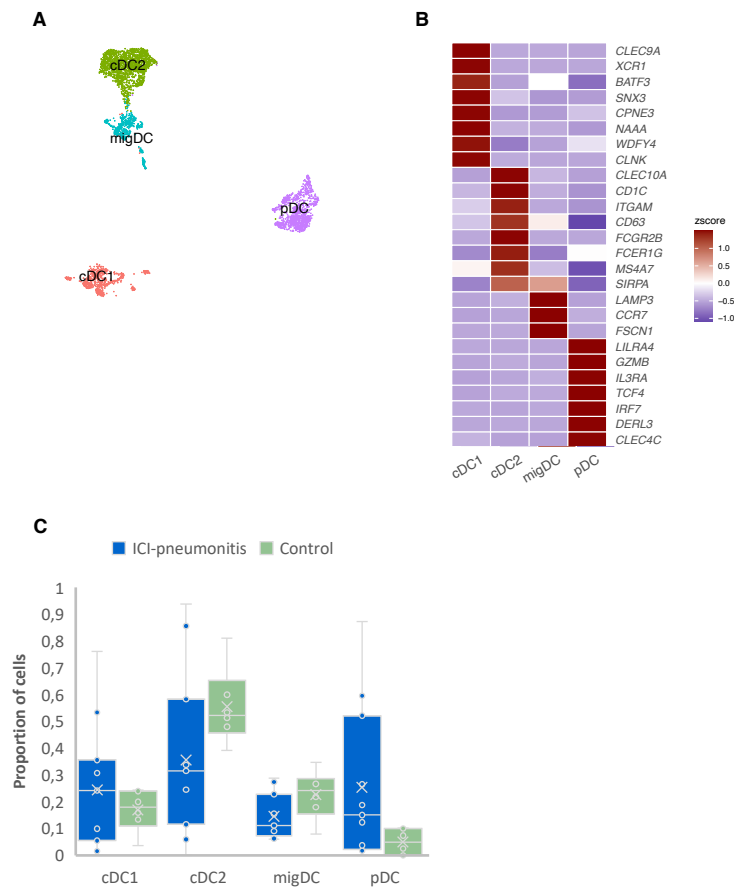 A
cDC2
migDC
pDC
cDC1
B
CLEC9A
XCR1
BATF3
SNX3
CPNE3
NAAA
WDFY4
CLNK
CLEC10A
CD1C
ITGAM
CD63
FCGR2B
FCER1G
MS4A7
SIRPA
LAMP3
CCR7
FSCN1
LILRA4
GZMB
IL3RA
TCF4
IRF7
DERL3
CLEC4C
cDC1 cDC2 migDC pDC
zscore
1.0
0.5
0.0
−0.5
−1.0
C
ICI-pneumonitis Control
Proportion of cells
1
0,9
0,8
0,7
0,6
0,5
0,4
0,3
0,2
0,1
0
cDC1 cDC2 migDC pDC